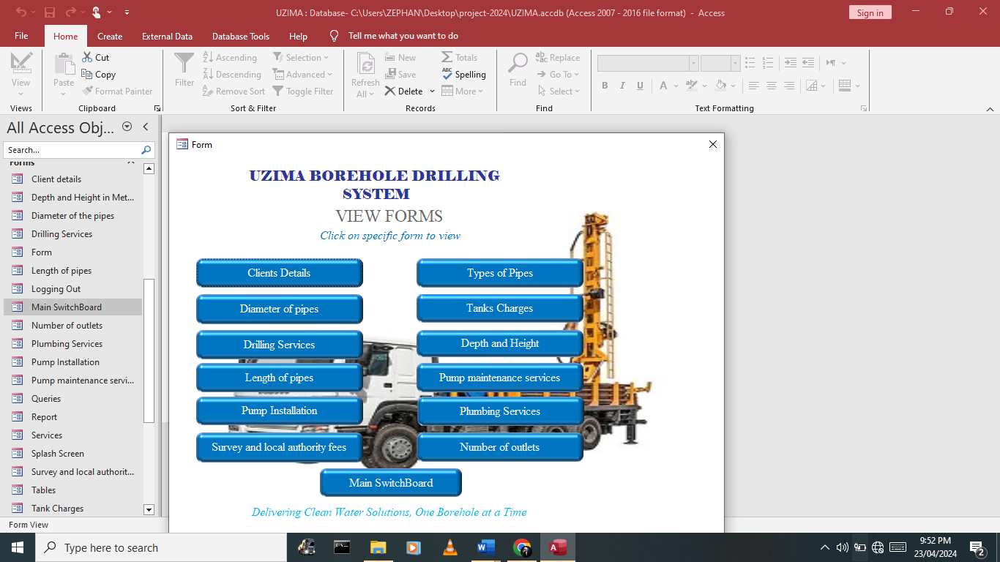 UZIMA : Database- C:\Users\ZEPHAN\Desktop\project-2024\UZIMA.accdb (Access 2007 - 2016 file format) - Access
Sign in
File
Home
Create
External Data
Database Tools
Help
Tell me what you want to do
View
Views
Paste
Cut
Copy
Format Painter
Clipboard
Filter
Ascending
Descending
Remove Sort
Selection
Advanced
Toggle Filter
Sort & Filter
Refresh
All
New
Save
Delete
Totals
Spelling
More
Records
Find
Replace
Go To
Select
Find
Text Formatting
All Access Obj...
Search...
Forms
Client details
Depth and Height in Met...
Diameter of the pipes
Drilling Services
Form
Length of pipes
Logging Out
Main SwitchBoard
Number of outlets
Plumbing Services
Pump Installation
Pump maintenance servi...
Queries
Report
Services
Splash Screen
Survey and local authorit...
Tables
Tank Charges
Form
UZIMA BOREHOLE DRILLING
SYSTEM
VIEW FORMS
Click on specific form to view
Clients Details
Types of Pipes
Diameter of pipes
Tanks Charges
Drilling Services
Depth and Height
Length of pipes
Pump maintenance services
Pump Installation
Plumbing Services
Survey and local authority fees
Number of outlets
Main SwitchBoard
Delivering Clean Water Solutions, One Borehole at a Time
Form View
Type here to search
9:52 PM
23/04/2024
2